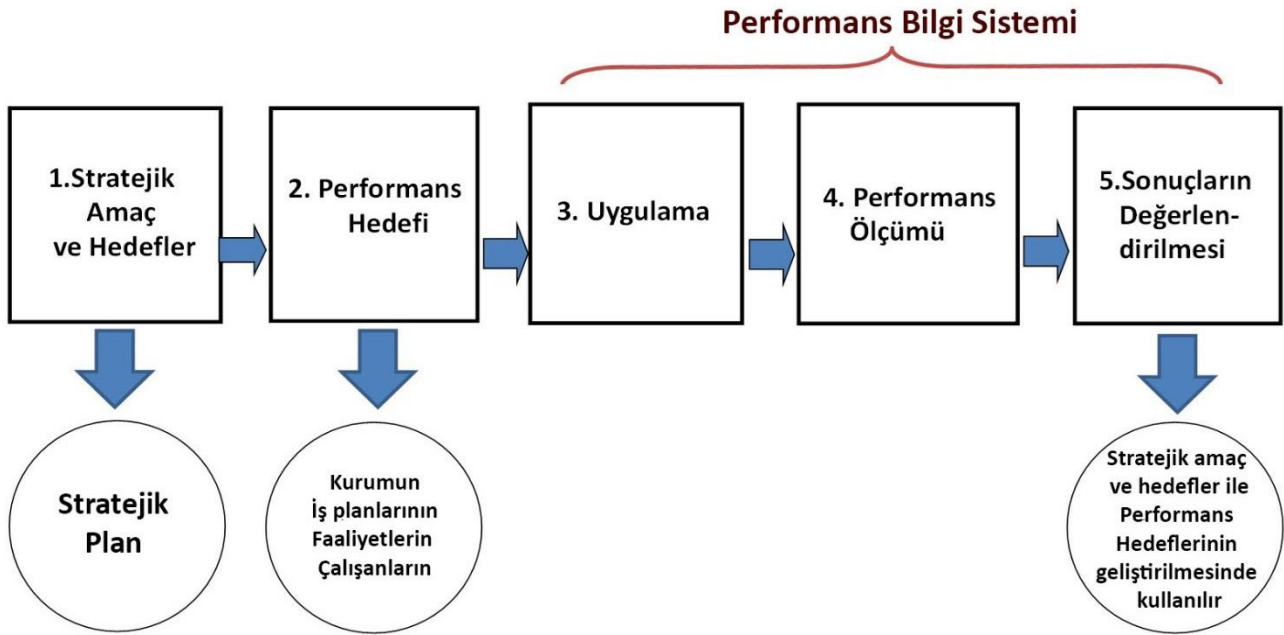 Performans Bilgi Sistemi
1.Stratejik
Amaç
ve Hedefler
2. Performans
Hedefi
3. Uygulama
4. Performans
Ölçümü
5.Sonuçların
Değerlen-
dirilmesi
Stratejik
Plan
Kurumun
İş planlarının
Faaliyetlerin
Çalışanların
Stratejik amaç
ve hedefler ile
Performans
Hedeflerinin
geliştirilmesinde
kullanılır